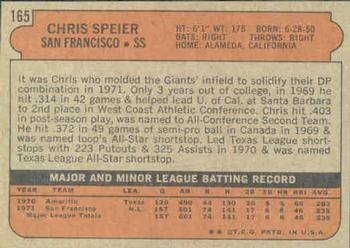 165
CHRIS SPEIER
SAN FRANCISCO • SS
HT: 6'1" WT: 175 BORN: 6-28-50
BATS: RIGHT THROWS: RIGHT
HOME: ALAMEDA, CALIFORNIA
It was Chris who molded the Giants' infield to solidify their DP
combination in 1971. Only 3 years out of college, in 1969 he
hit .314 in 42 games & helped lead U. of Cal. at Santa Barbara
to 2nd place in West Coast Athletic Conference. Chris hit .403
in post-season play, was named to All-Conference Second Team.
He hit .372 in 49 games of semi-pro ball in Canada in 1969 &
was named loop's All-Star shortstop. Led Texas League short-
stops with 223 Putouts & 325 Assists in 1970 & was named
Texas League All-Star shortstop.
MAJOR AND MINOR LEAGUE BATTING RECORD
YEAR TEAM LEA. G AB R H 2B 3B HR RBI AVG.
1970 Amarillo Texas
1971 San Francisco N.L. 157
Major League Totals 157
© T.C.G. PRTD. IN U.S.A.